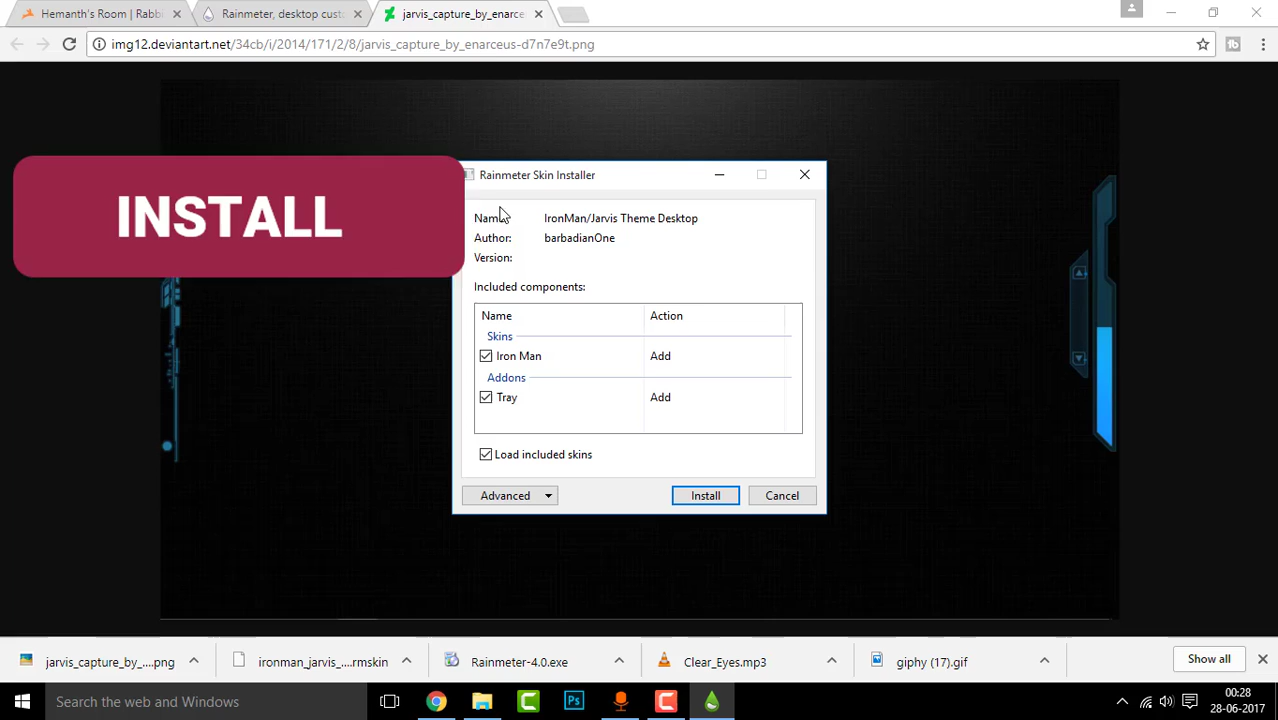 Hemanth's Room | Rabbi
Rainmeter, desktop cust
jarvis_capture_by_enarce
img12.deviantart.net/34cb/i/2014/171/2/8/jarvis_capture_by_enarceus-d7n7e9t.png
INSTALL
Rainmeter Skin Installer
Name: IronMan/Jarvis Theme Desktop
Author: barbadianOne
Version:
Included components:
Name Action
Skins
Iron Man Add
Addons
Tray Add
Load included skins
Advanced Install Cancel
jarvis_capture_by_....png ironman_jarvis_....rmskin Rainmeter-4.0.exe Clear_Eyes.mp3 giphy (17).gif Show all
Search the web and Windows
Ps
00:28
28-06-2017